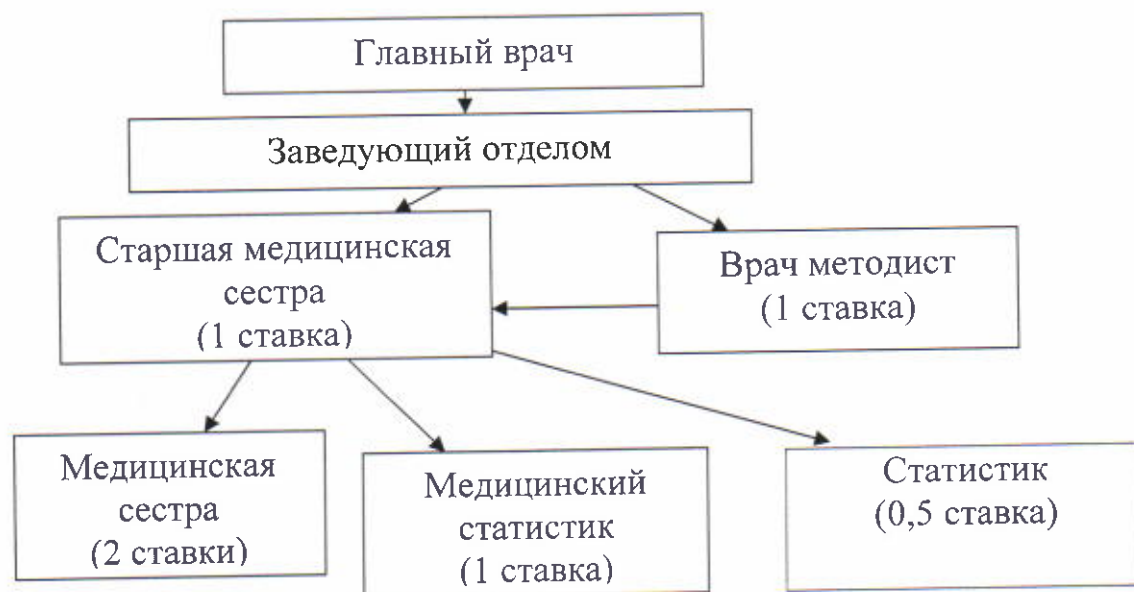 Главный врач
Заведующий отделом
Старшая медицинская
сестра
(1 ставка)
Врач методист
(1 ставка)
Медицинская
сестра
(2 ставки)
Медицинский
статистик
(1 ставка)
Статистик
(0,5 ставка)